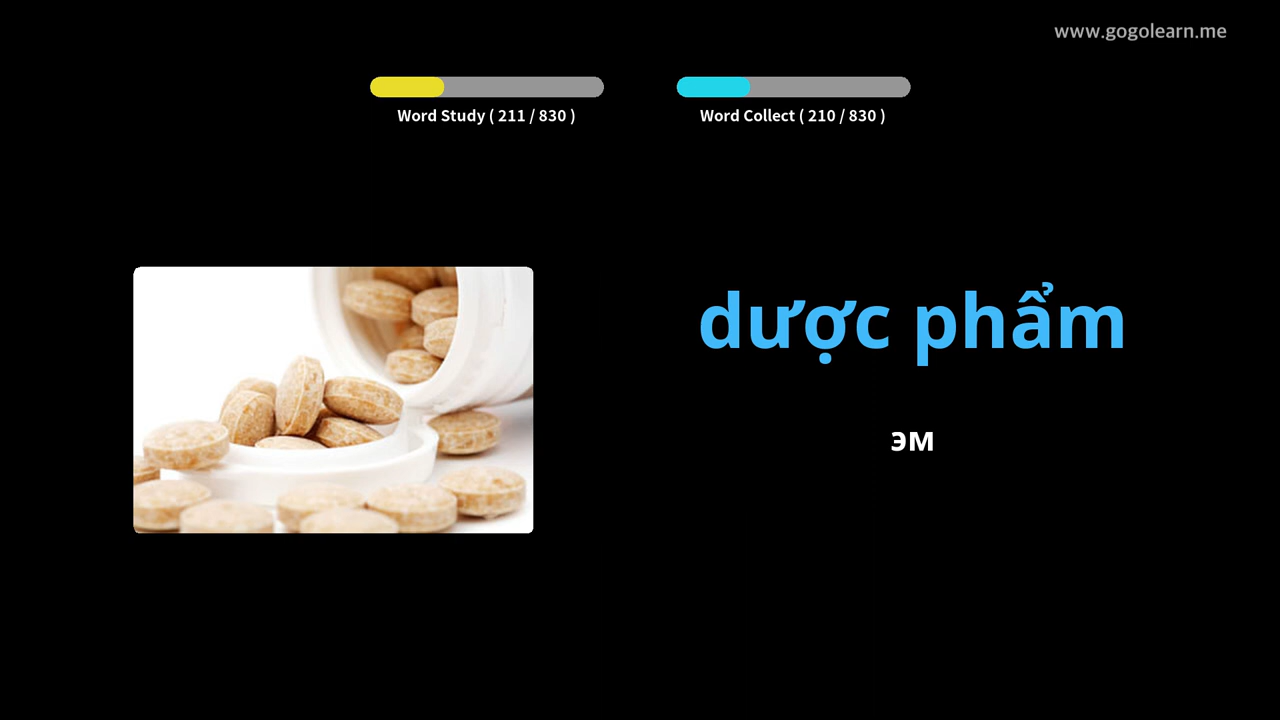 www.gogolearn.me
Word Study ( 211 / 830 )
Word Collect ( 210 / 830 )
dược phẩm
эм